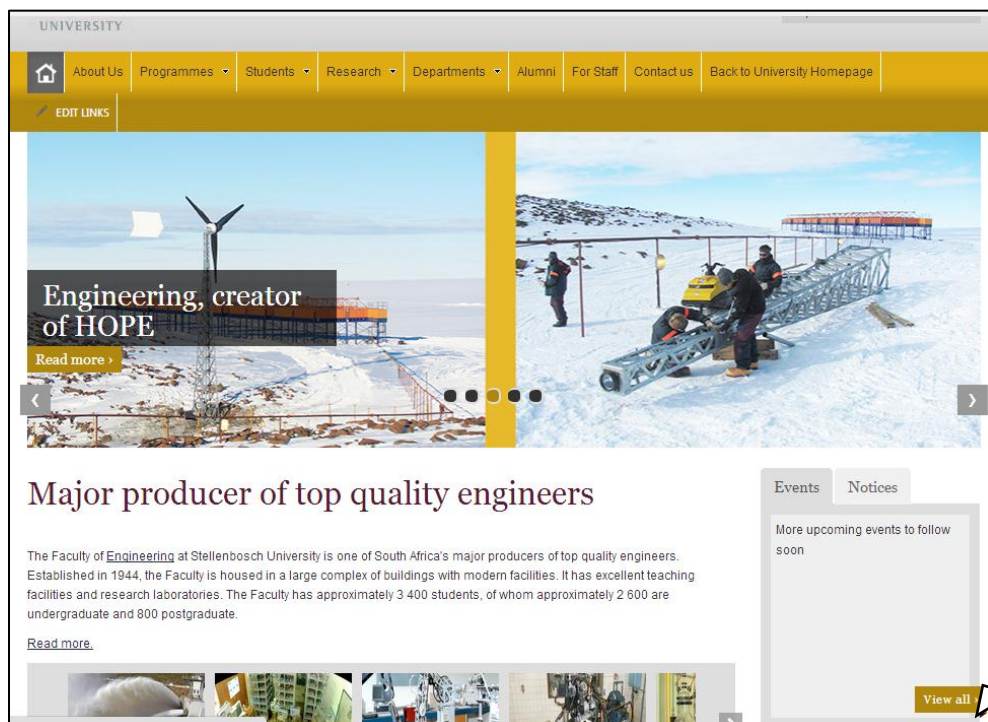 UNIVERSITY
About Us Programmes Students Research Departments Alumni For Staff Contact us Back to University Homepage
EDIT LINKS
Engineering, creator
of HOPE
Read more ›
Major producer of top quality engineers
The Faculty of Engineering at Stellenbosch University is one of South Africa's major producers of top quality engineers.
Established in 1944, the Faculty is housed in a large complex of buildings with modern facilities. It has excellent teaching
facilities and research laboratories. The Faculty has approximately 3 400 students, of whom approximately 2 600 are
undergraduate and 800 postgraduate.
Read more.
Events Notices
More upcoming events to follow
soon
View all ›